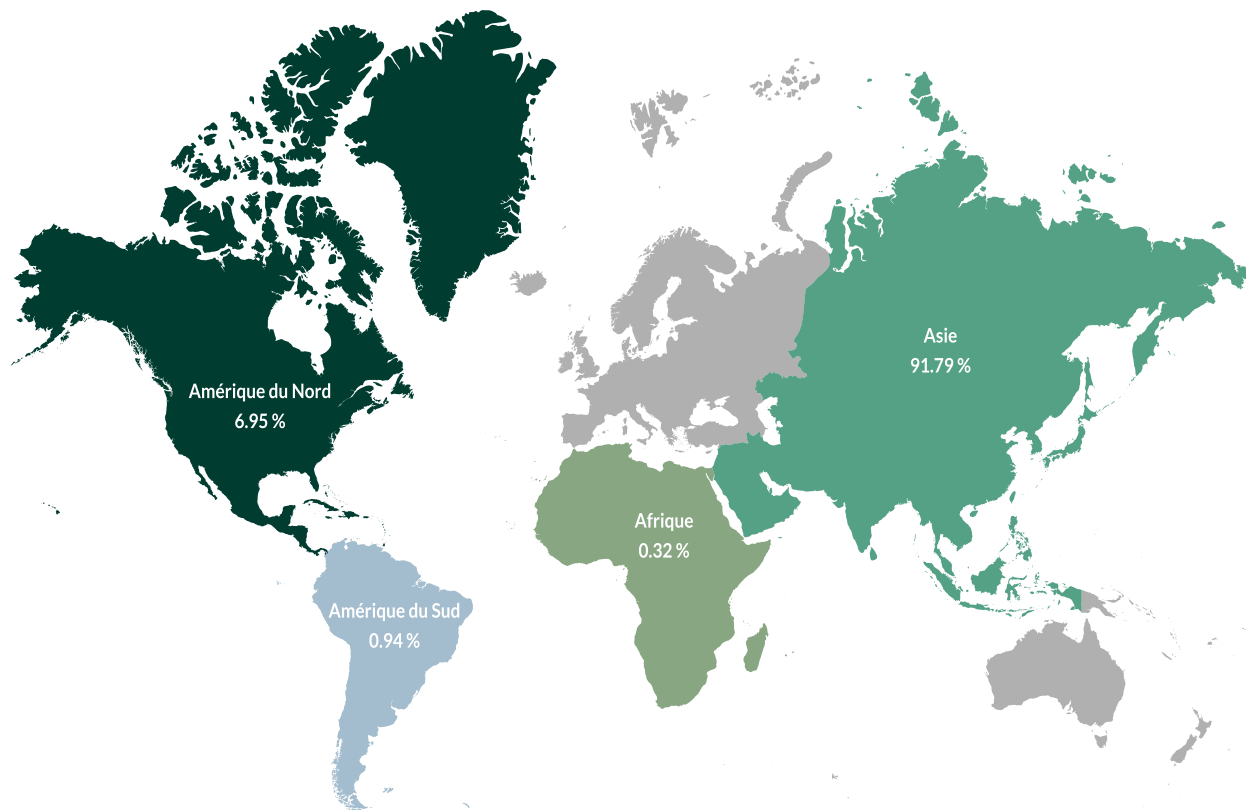 Asie
91.79 %
Amérique du Nord
6.95 %
Afrique
0.32 %
Amérique du Sud
0.94 %